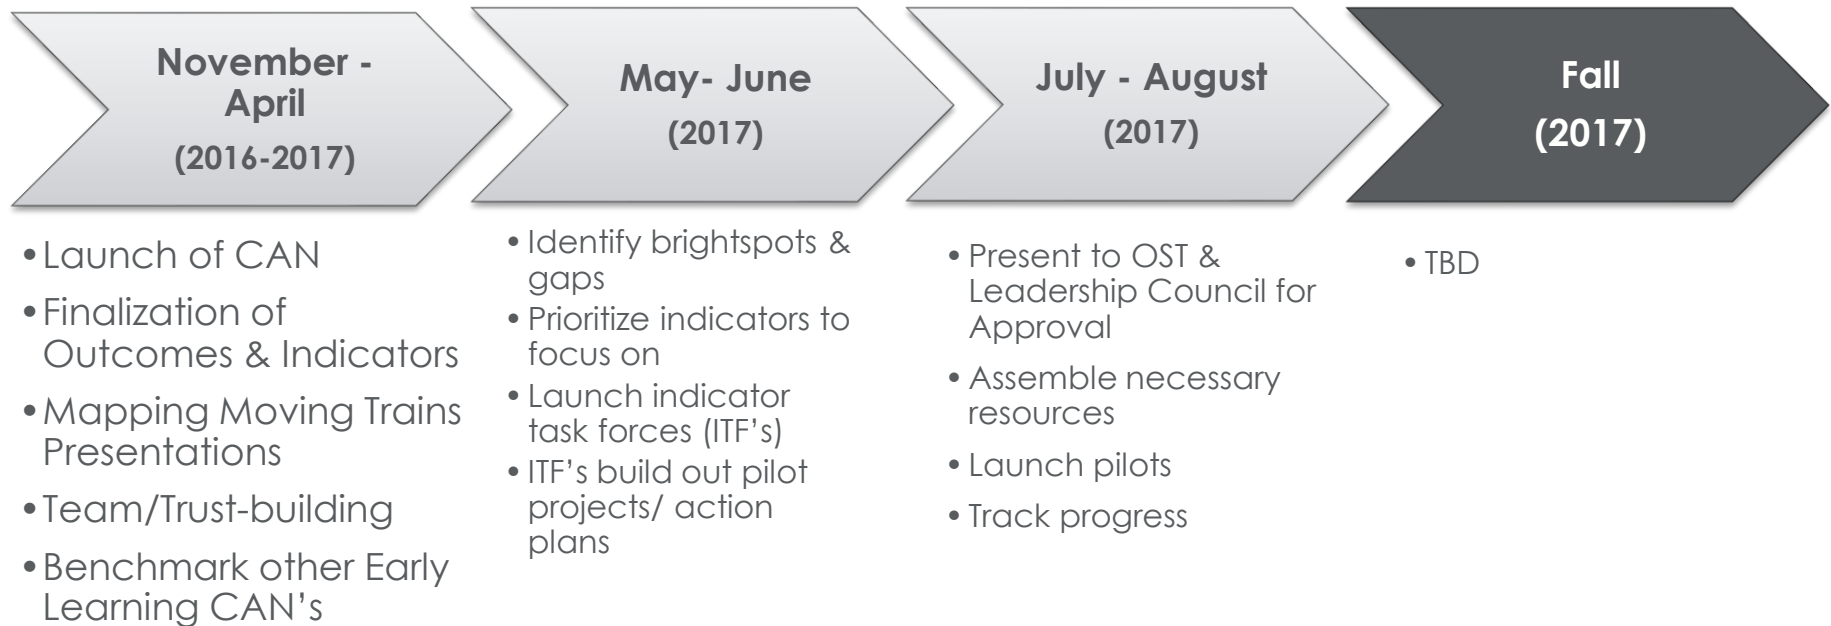 November -
April
(2016-2017)
•Launch of CAN
•Finalization of
Outcomes & Indicators
•Mapping Moving Trains
Presentations
•Team/Trust-building
•Benchmark other Early
Learning CAN’s
May- June
(2017)
•Identify brightspots &
gaps
•Prioritize indicators to
focus on
•Launch indicator
task forces (ITF’s)
•ITF’s build out pilot
projects/ action
plans
July - August
(2017)
•Present to OST &
Leadership Council for
Approval
•Assemble necessary
resources
•Launch pilots
•Track progress
Fall
(2017)
•TBD